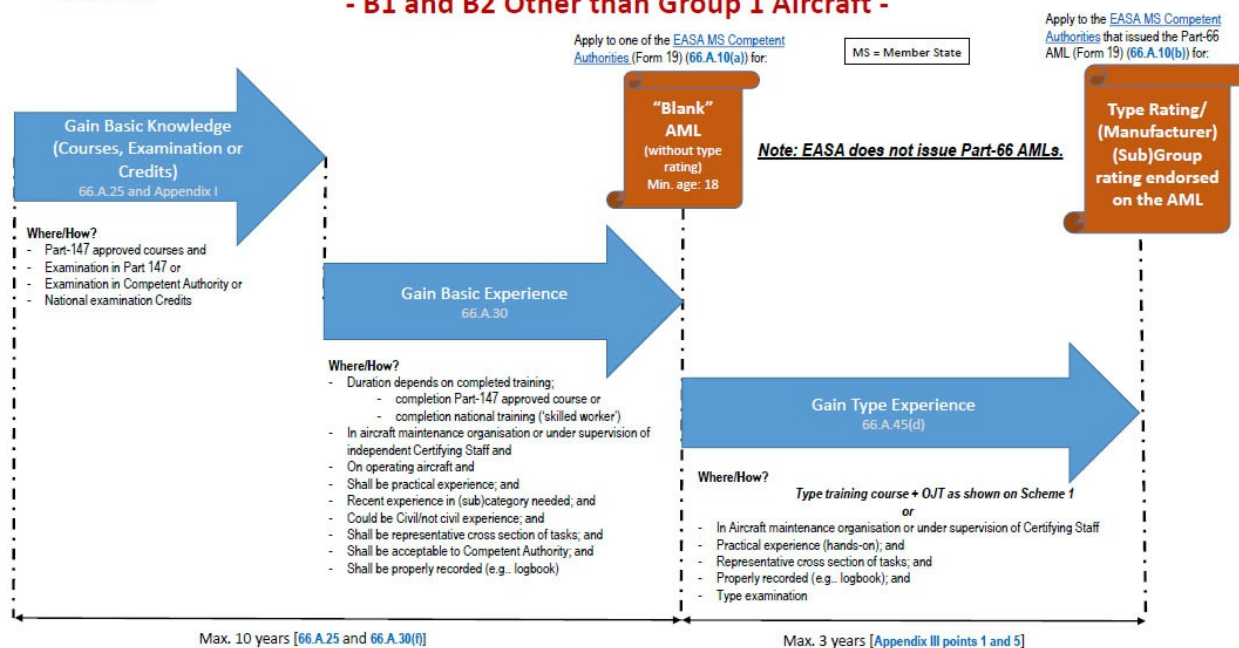 - B1 and B2 Other than Group 1 Aircraft -
Apply to one of the EASA MS Competent
Authorities (Form 19) (66.A.10(a)) for:
MS = Member State
Apply to the EASA MS Competent
Authorities that issued the Part-66
AML (Form 19) (66.A.10(b)) for:
Gain Basic Knowledge
(Courses, Examination or
Credits)
66.A.25 and Appendix I
"Blank"
AML
(without type
rating)
Min. age: 18
Note: EASA does not issue Part-66 AMLs.
Type Rating/
(Manufacturer)
(Sub)Group
rating endorsed
on the AML
Where/How?
- Part-147 approved courses and
- Examination in Part 147 or
- Examination in Competent Authority or
- National examination Credits
Gain Basic Experience
66.A.30
Where/How?
- Duration depends on completed training;
- completion Part-147 approved course or
- completion national training ('skilled worker')
- In aircraft maintenance organisation or under supervision of
independent Certifying Staff and
- On operating aircraft and
- Shall be practical experience; and
- Recent experience in (sub)category needed; and
- Could be Civil/not civil experience; and
- Shall be representative cross section of tasks; and
- Shall be acceptable to Competent Authority; and
- Shall be properly recorded (e.g.. logbook)
Gain Type Experience
66.A.45(d)
Where/How?
Type training course + OJT as shown on Scheme 1
or
- In Aircraft maintenance organisation or under supervision of Certifying Staff
- Practical experience (hands-on); and
- Representative cross section of tasks; and
- Properly recorded (e.g.. logbook); and
- Type examination
Max. 10 years [66.A.25 and 66.A.30(f)]
Max. 3 years [Appendix III points 1 and 5]